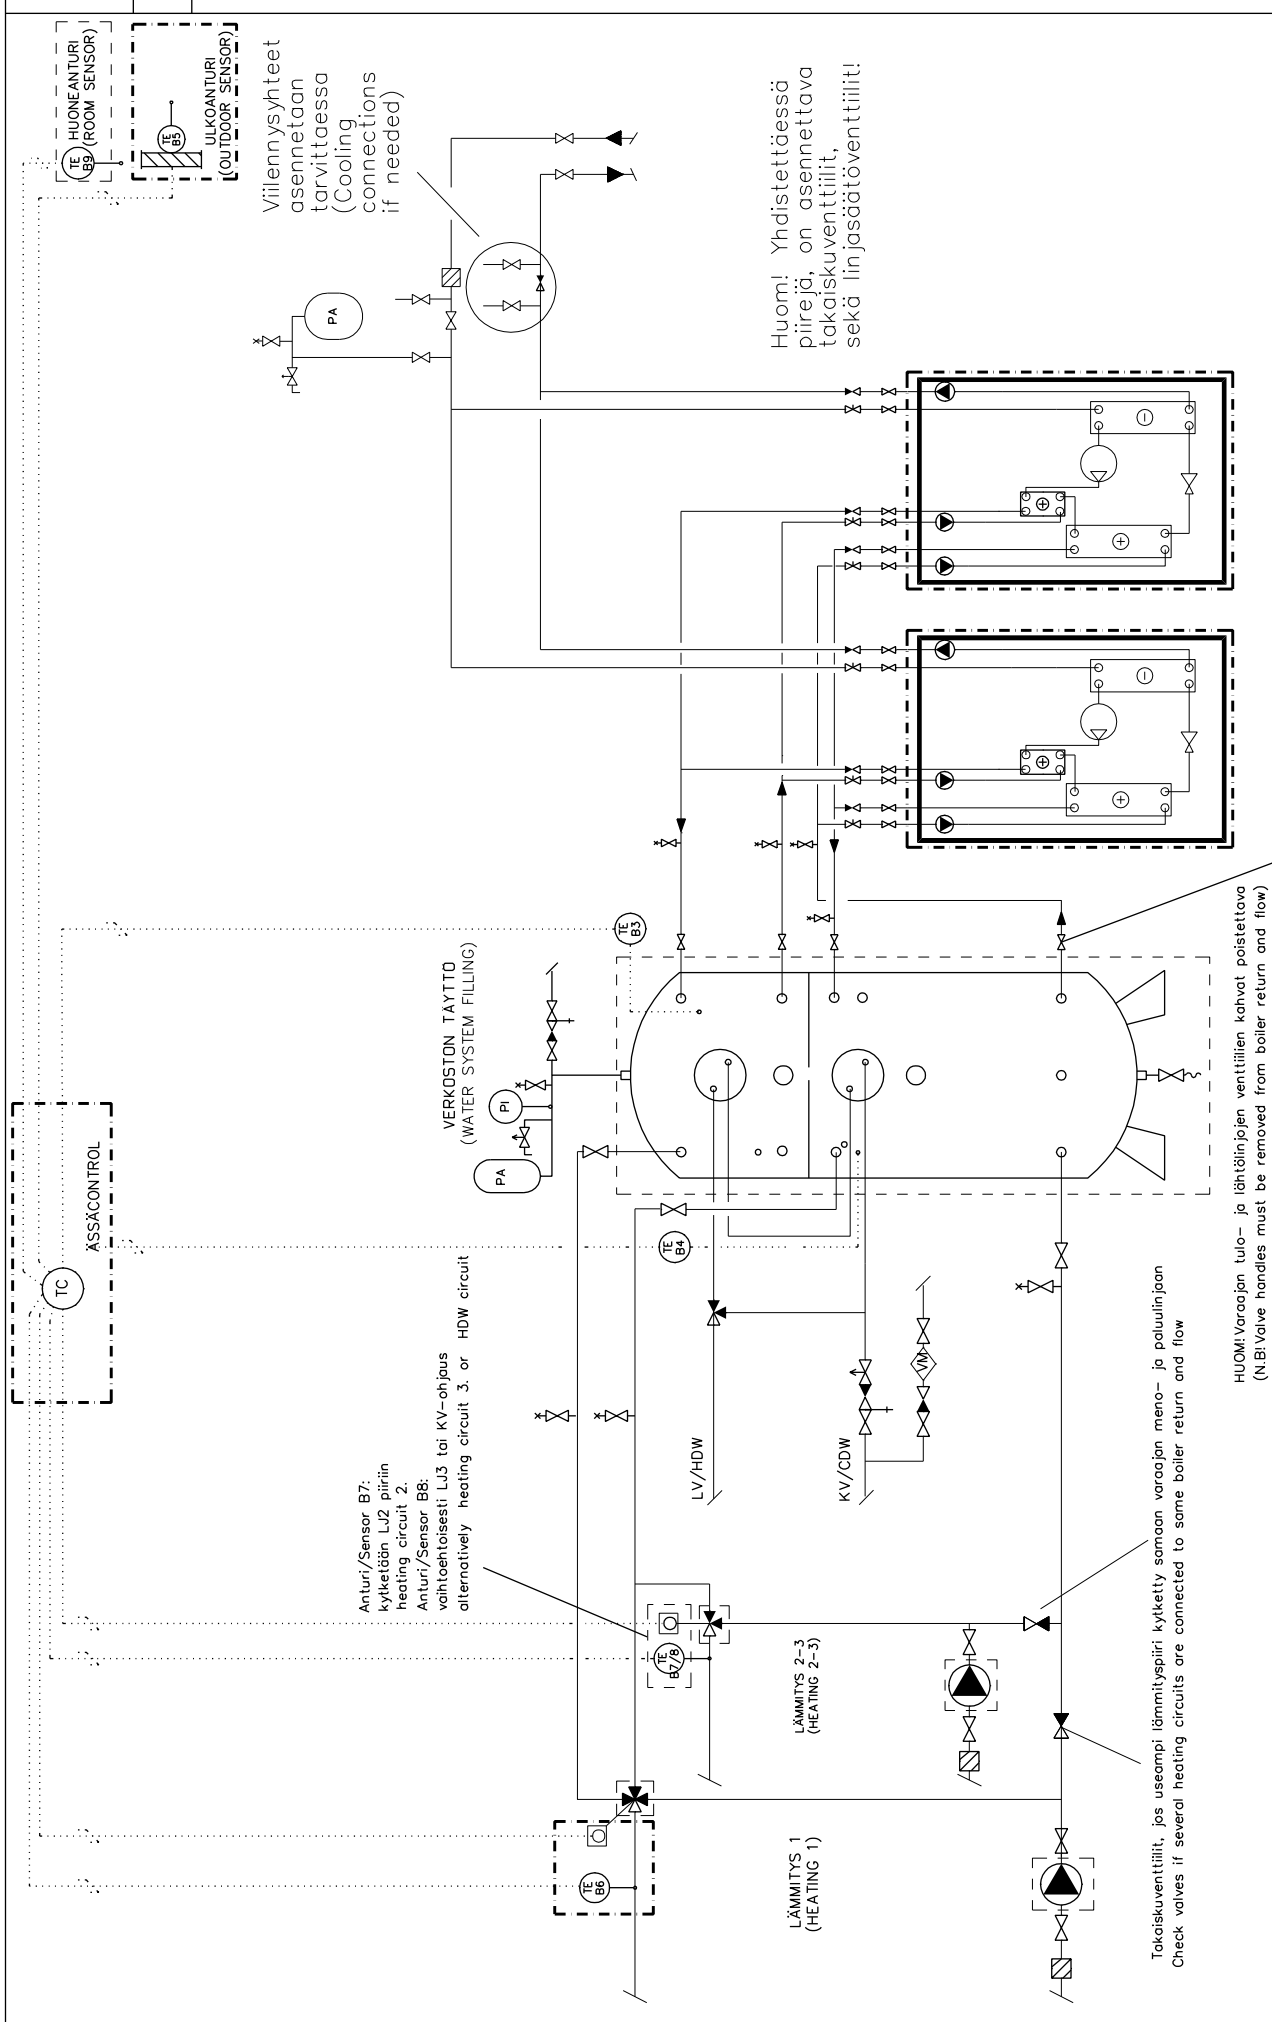 TE
B9
HUONEANTURI
(ROOM SENSOR)
TE
B5
ULKOANTURI
(OUTDOOR SENSOR)
Viilennysyhteet
asennetaan
tarvittaessa
(Cooling
connections
if needed)
Huom! Yhdistettäessä
piirejä, on asennettava
takaiskuventtiilit,
sekä linjasäätöventtiilit!
PA
ÄSSÄCONTROL
TC
VERKOSTON TÄYTTÖ
(WATER SYSTEM FILLING)
PI
PA
TE
B3
TE
B4
Anturi/Sensor B7:
kytketään LJ2 piiriin
heating circuit 2.
Anturi/Sensor B8:
vaihtoehtoisesti LJ3 tai KV-ohjaus
alternatively heating circuit 3. or HDW circuit
LV/HDW
KV/CDW
VM
TE
B7/8
TE
B6
LÄMMITYS 2-3
(HEATING 2-3)
LÄMMITYS 1
(HEATING 1)
Takaiskuventtiilit, jos useampi lämmityspiiri kytketty samaan varaajan meno- ja paluulinjaan
Check valves if several heating circuits are connected to same boiler return and flow
HUOM! Varaajan tulo- ja lähtölinjojen venttiilien kahvat poistettava
(N.B! Valve handles must be removed from boiler return and flow)